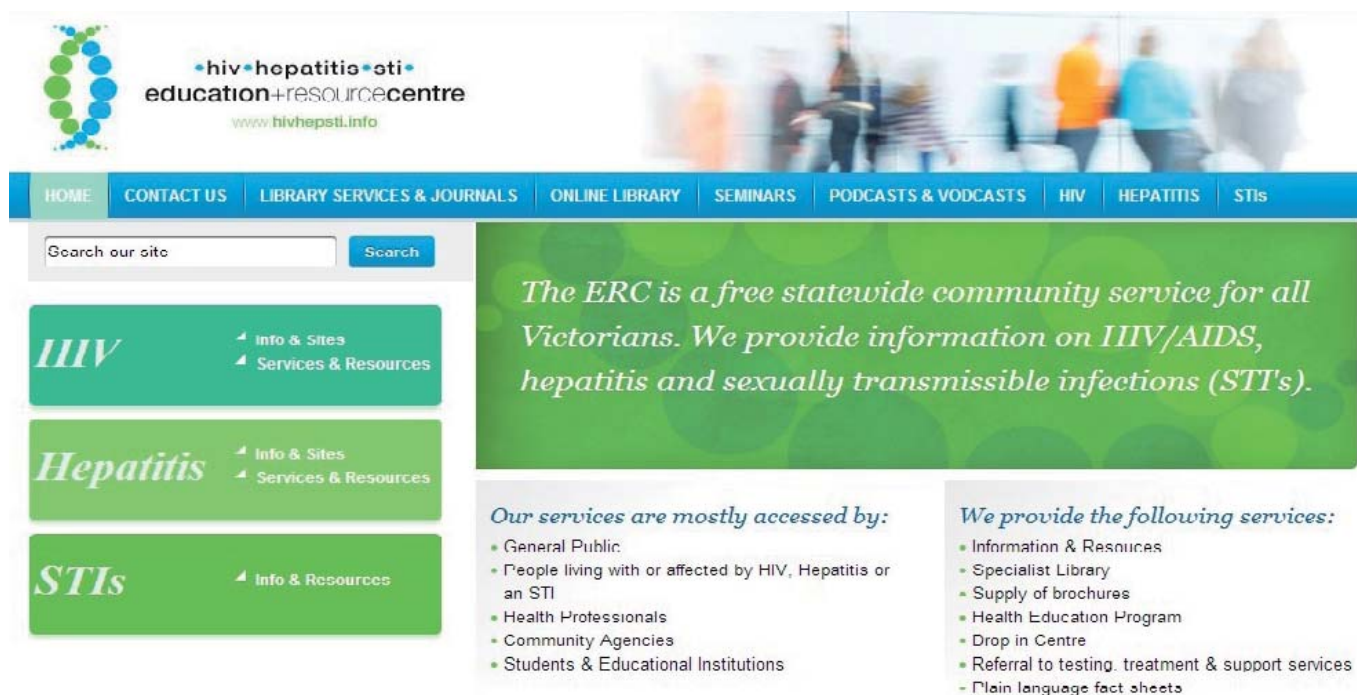 •hiv•hepatitis•sti•
education+resourcecentre
www.hivhepsti.info
HOME
CONTACT US
LIBRARY SERVICES & JOURNALS
ONLINE LIBRARY
SEMINARS
PODCASTS & VODCASTS
HIV
HEPATITIS
STIs
Search our site
Search
HIV
Info & Sites
Services & Resources
Hepatitis
Info & Sites
Services & Resources
STIs
Info & Resources
The ERC is a free statewide community service for all
Victorians. We provide information on HIV/AIDS,
hepatitis and sexually transmissible infections (STI's).
Our services are mostly accessed by:
• General Public
• People living with or affected by HIV, Hepatitis or
an STI
• Health Professionals
• Community Agencies
• Students & Educational Institutions
We provide the following services:
• Information & Resouces
• Specialist Library
• Supply of brochures
• Health Education Program
• Drop in Centre
• Referral to testing, treatment & support services
• Plain language fact sheets